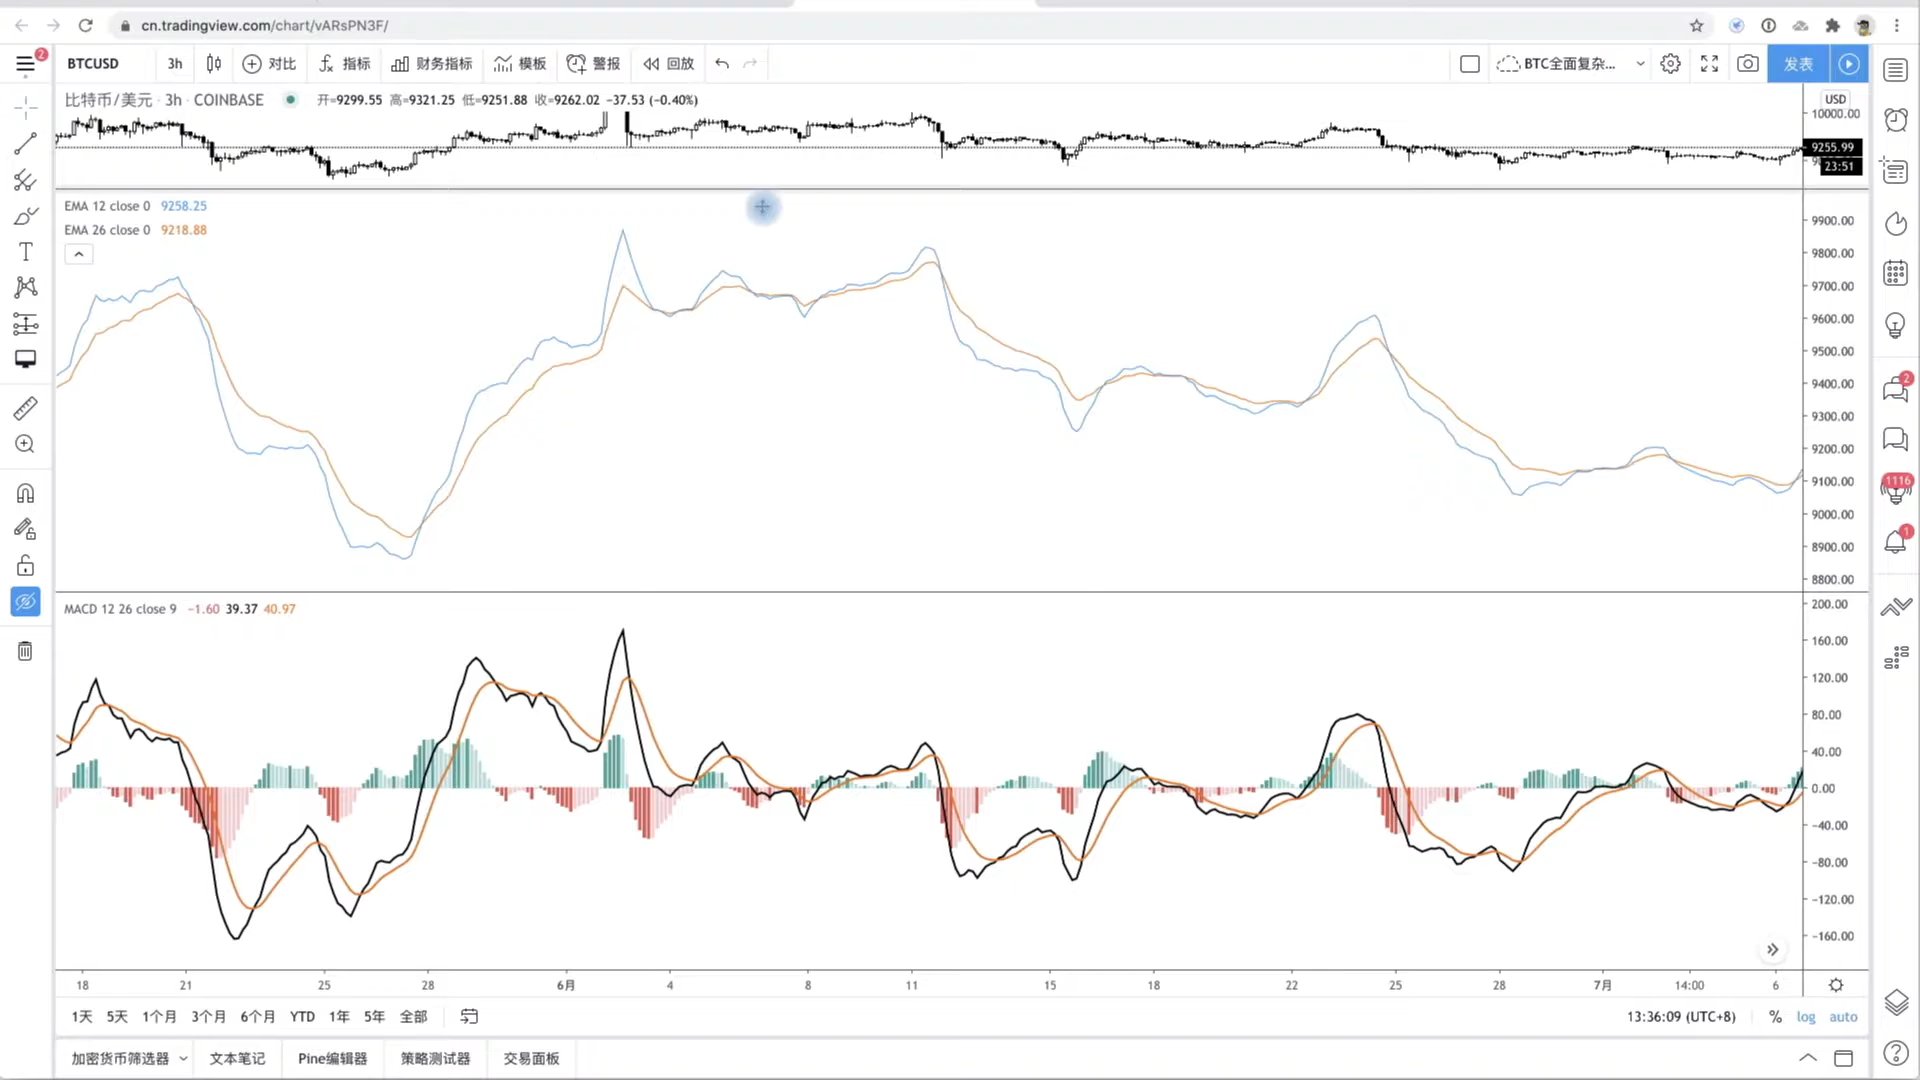 cn.tradingview.com/chart/vARsPN3F/
2
BTCUSD 3h 对比 指标 财务指标 模板 警报 回放 BTC全面复杂... 发表
比特币/美元 · 3h · COINBASE 开=9299.55 高=9321.25 低=9251.88 收=9262.02 −37.53 (−0.40%)
USD
10000.00
9255.99
23:51
EMA 12 close 0 9258.25
EMA 26 close 0 9218.88
9900.00
9800.00
9700.00
9600.00
9500.00
9400.00
9300.00
9200.00
9100.00
9000.00
8900.00
8800.00
2
1116
1
MACD 12 26 close 9 −1.60 39.37 40.97
200.00
160.00
120.00
80.00
40.00
0.00
−40.00
−80.00
−120.00
−160.00
18 21 25 28 6月 4 8 11 15 18 22 25 28 7月 14:00 6
1天 5天 1个月 3个月 6个月 YTD 1年 5年 全部 13:36:09 (UTC+8) % log auto
加密货币筛选器 文本笔记 Pine编辑器 策略测试器 交易面板